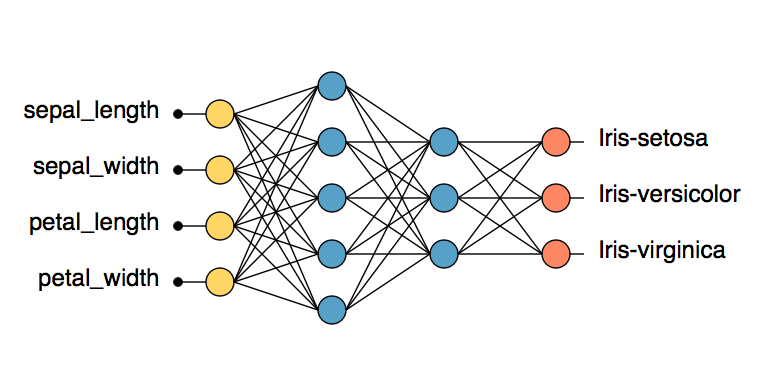 sepal_length
sepal_width
petal_length
petal_width
Iris-setosa
Iris-versicolor
Iris-virginica